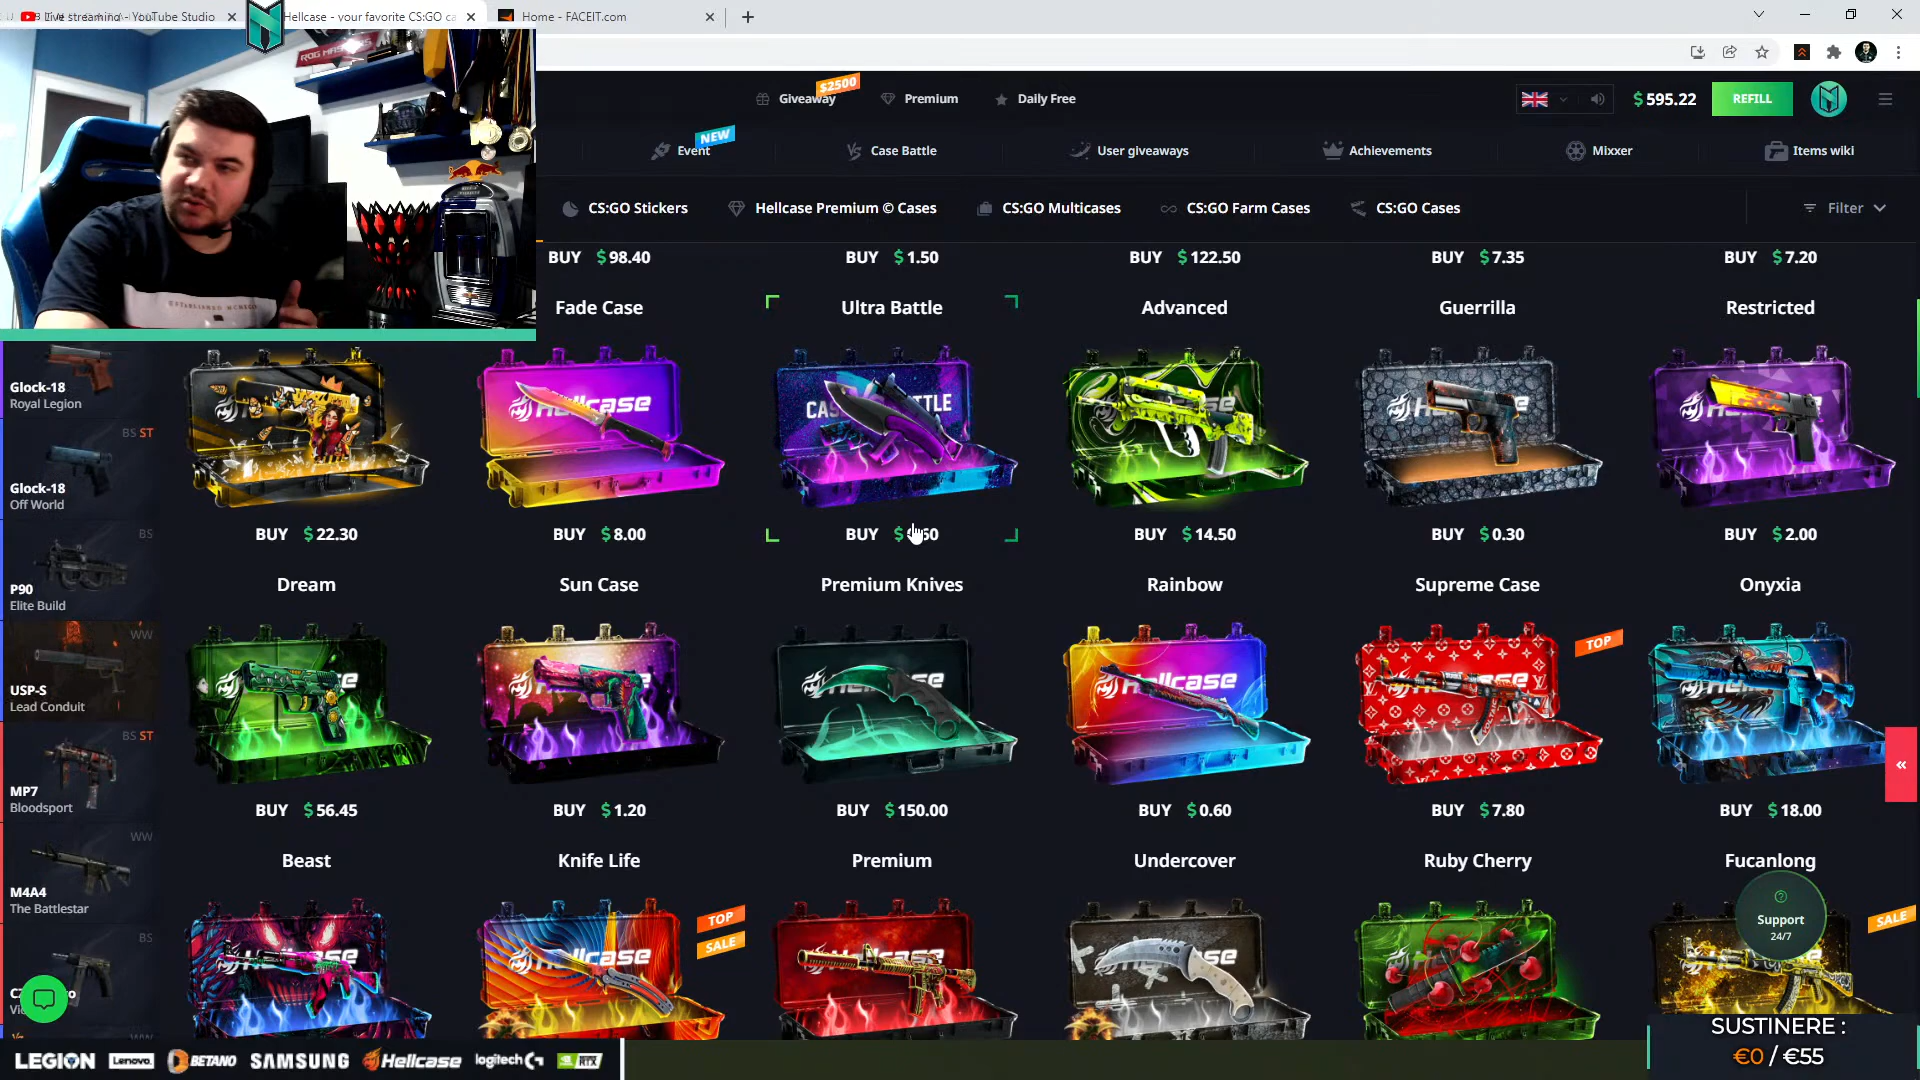 Live streaming - YouTube Studio
Hellcase - your favorite CS:GO ca
Home - FACEIT.com
ROG MASTERS
Giveaway
$2500
Premium
Daily Free
$ 595.22
REFILL
Event
NEW
Case Battle
User giveaways
Achievements
Mixxer
Items wiki
CS:GO Stickers
Hellcase Premium © Cases
CS:GO Multicases
CS:GO Farm Cases
CS:GO Cases
Filter
BUY $ 98.40
BUY $ 1.50
BUY $ 122.50
BUY $ 7.35
BUY $ 7.20
Fade Case
Ultra Battle
Advanced
Guerrilla
Restricted
Glock-18
Royal Legion
BS ST
Glock-18
Off World
BS
P90
Elite Build
WW
USP-S
Lead Conduit
BS ST
MP7
Bloodsport
WW
M4A4
The Battlestar
BS
BUY $ 22.30
BUY $ 8.00
BUY $
BUY $ 14.50
BUY $ 0.30
BUY $ 2.00
Dream
Sun Case
Premium Knives
Rainbow
Supreme Case
Onyxia
TOP
BUY $ 56.45
BUY $ 1.20
BUY $ 150.00
BUY $ 0.60
BUY $ 7.80
BUY $ 18.00
Beast
Knife Life
Premium
Undercover
Ruby Cherry
Fucanlong
TOP
SALE
SALE
Support
24/7
SUSTINERE :
€0 / €55
LEGION Lenovo. BETANO SAMSUNG Hellcase logitech G RTX